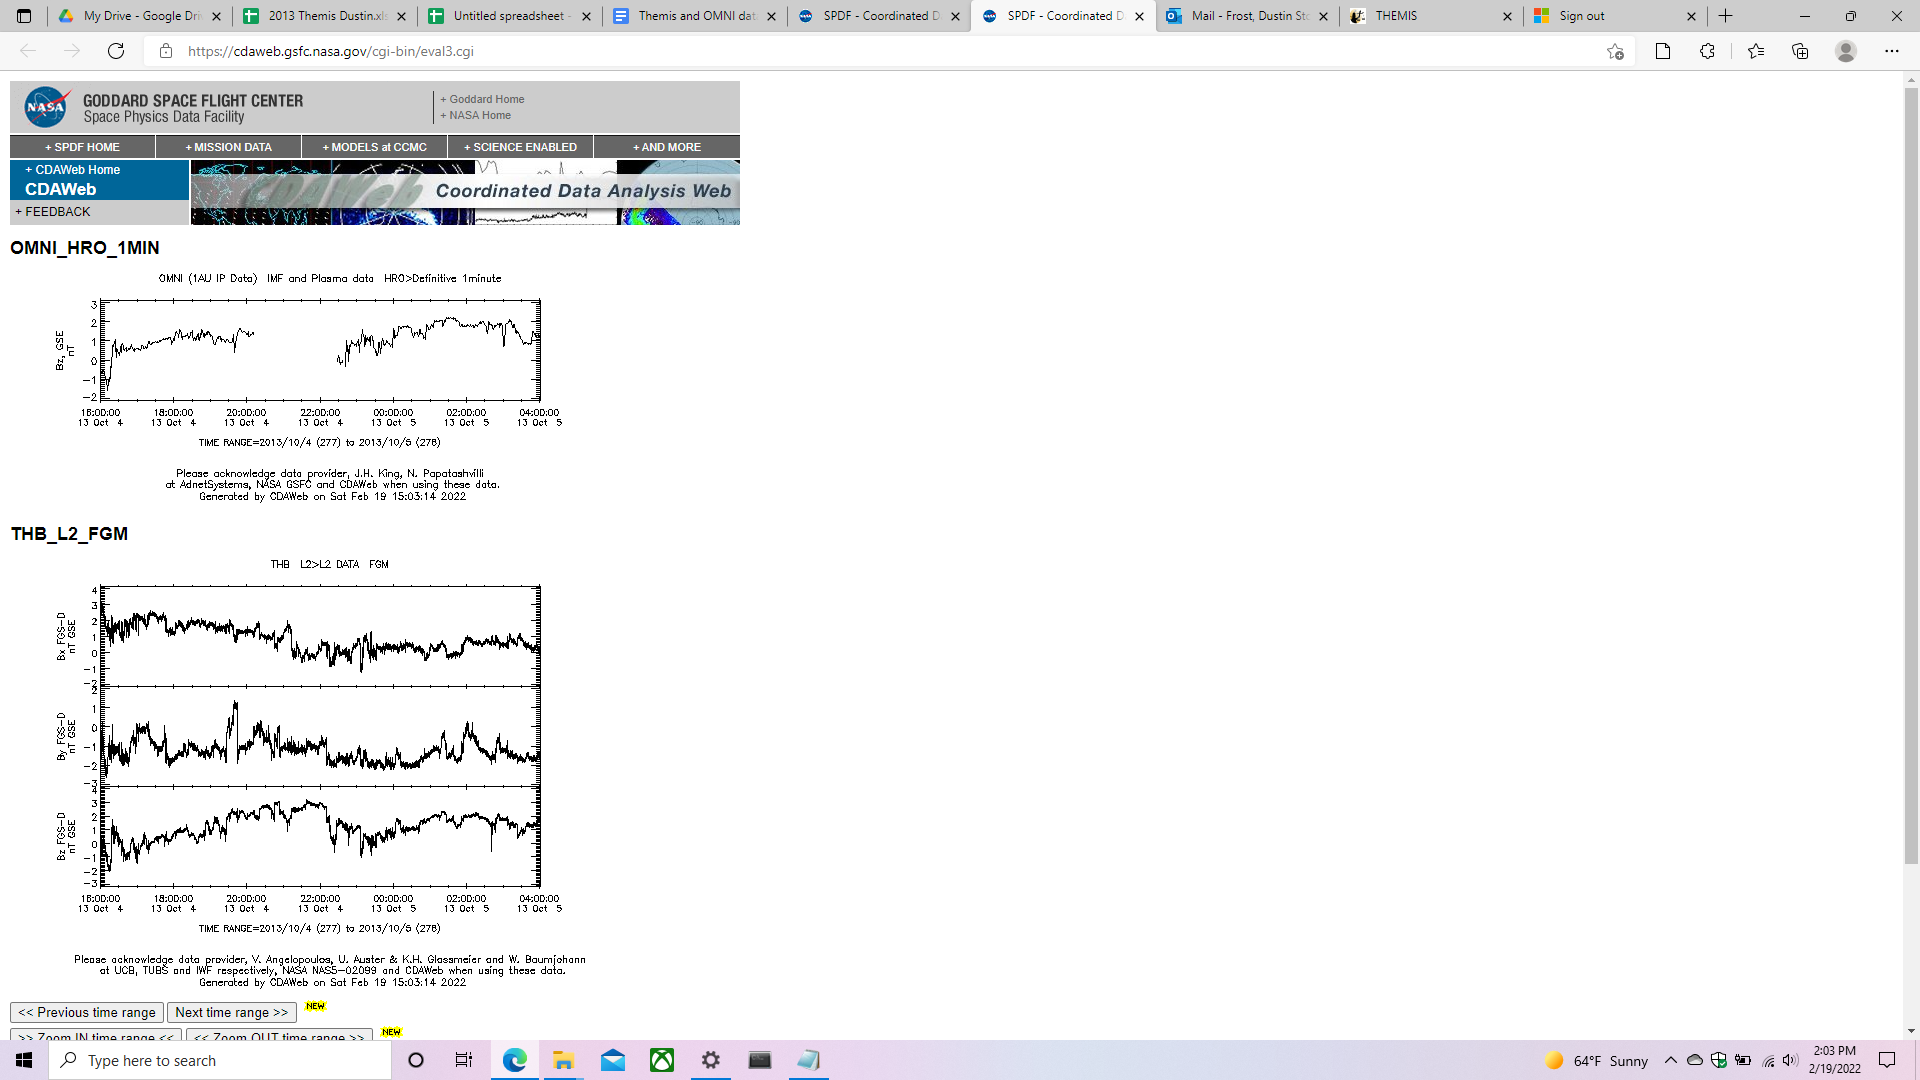 My Drive - Google Dri
2013 Themis Dustin.xls
Untitled spreadsheet -
Themis and OMNI dat
SPDF - Coordinated D
SPDF - Coordinated D
Mail - Frost, Dustin Sto
THEMIS
Sign out
https://cdaweb.gsfc.nasa.gov/cgi-bin/eval3.cgi
NASA
GODDARD SPACE FLIGHT CENTER
Space Physics Data Facility
+ Goddard Home
+ NASA Home
+ SPDF HOME
+ MISSION DATA
+ MODELS at CCMC
+ SCIENCE ENABLED
+ AND MORE
+ CDAWeb Home
CDAWeb
+ FEEDBACK
Coordinated Data Analysis Web
OMNI_HRO_1MIN
OMNI (1AU IP Data) IMF and Plasma data HRO>Definitive 1minute
Bz, GSE
nT
3
2
1
0
-1
-2
16:00:00 18:00:00 20:00:00 22:00:00 00:00:00 02:00:00 04:00:00
13 Oct 4 13 Oct 4 13 Oct 4 13 Oct 4 13 Oct 5 13 Oct 5 13 Oct 5
TIME RANGE=2013/10/4 (277) to 2013/10/5 (278)
Please acknowledge data provider, J.H. King, N. Papatashvilli
at AdnetSystems, NASA GSFC and CDAWeb when using these data.
Generated by CDAWeb on Sat Feb 19 15:03:14 2022
THB_L2_FGM
THB L2>L2 DATA FGM
Bx FGS-D
nT GSE
4
3
2
1
0
-1
-2
By FGS-D
nT GSE
2
1
0
-1
-2
-3
Bz FGS-D
nT GSE
4
3
2
1
0
-1
-2
-3
16:00:00 18:00:00 20:00:00 22:00:00 00:00:00 02:00:00 04:00:00
13 Oct 4 13 Oct 4 13 Oct 4 13 Oct 4 13 Oct 5 13 Oct 5 13 Oct 5
TIME RANGE=2013/10/4 (277) to 2013/10/5 (278)
Please acknowledge data provider, V. Angelopoulos, U. Auster & K.H. Glassmeier and W. Baumjohann
at UCB, TUBS and IWF respectively, NASA NAS5-02099 and CDAWeb when using these data.
Generated by CDAWeb on Sat Feb 19 15:03:14 2022
<< Previous time range
Next time range >>
NEW
>> Zoom IN time range <<
<< Zoom OUT time range >>
NEW
Type here to search
64°F Sunny
2:03 PM
2/19/2022